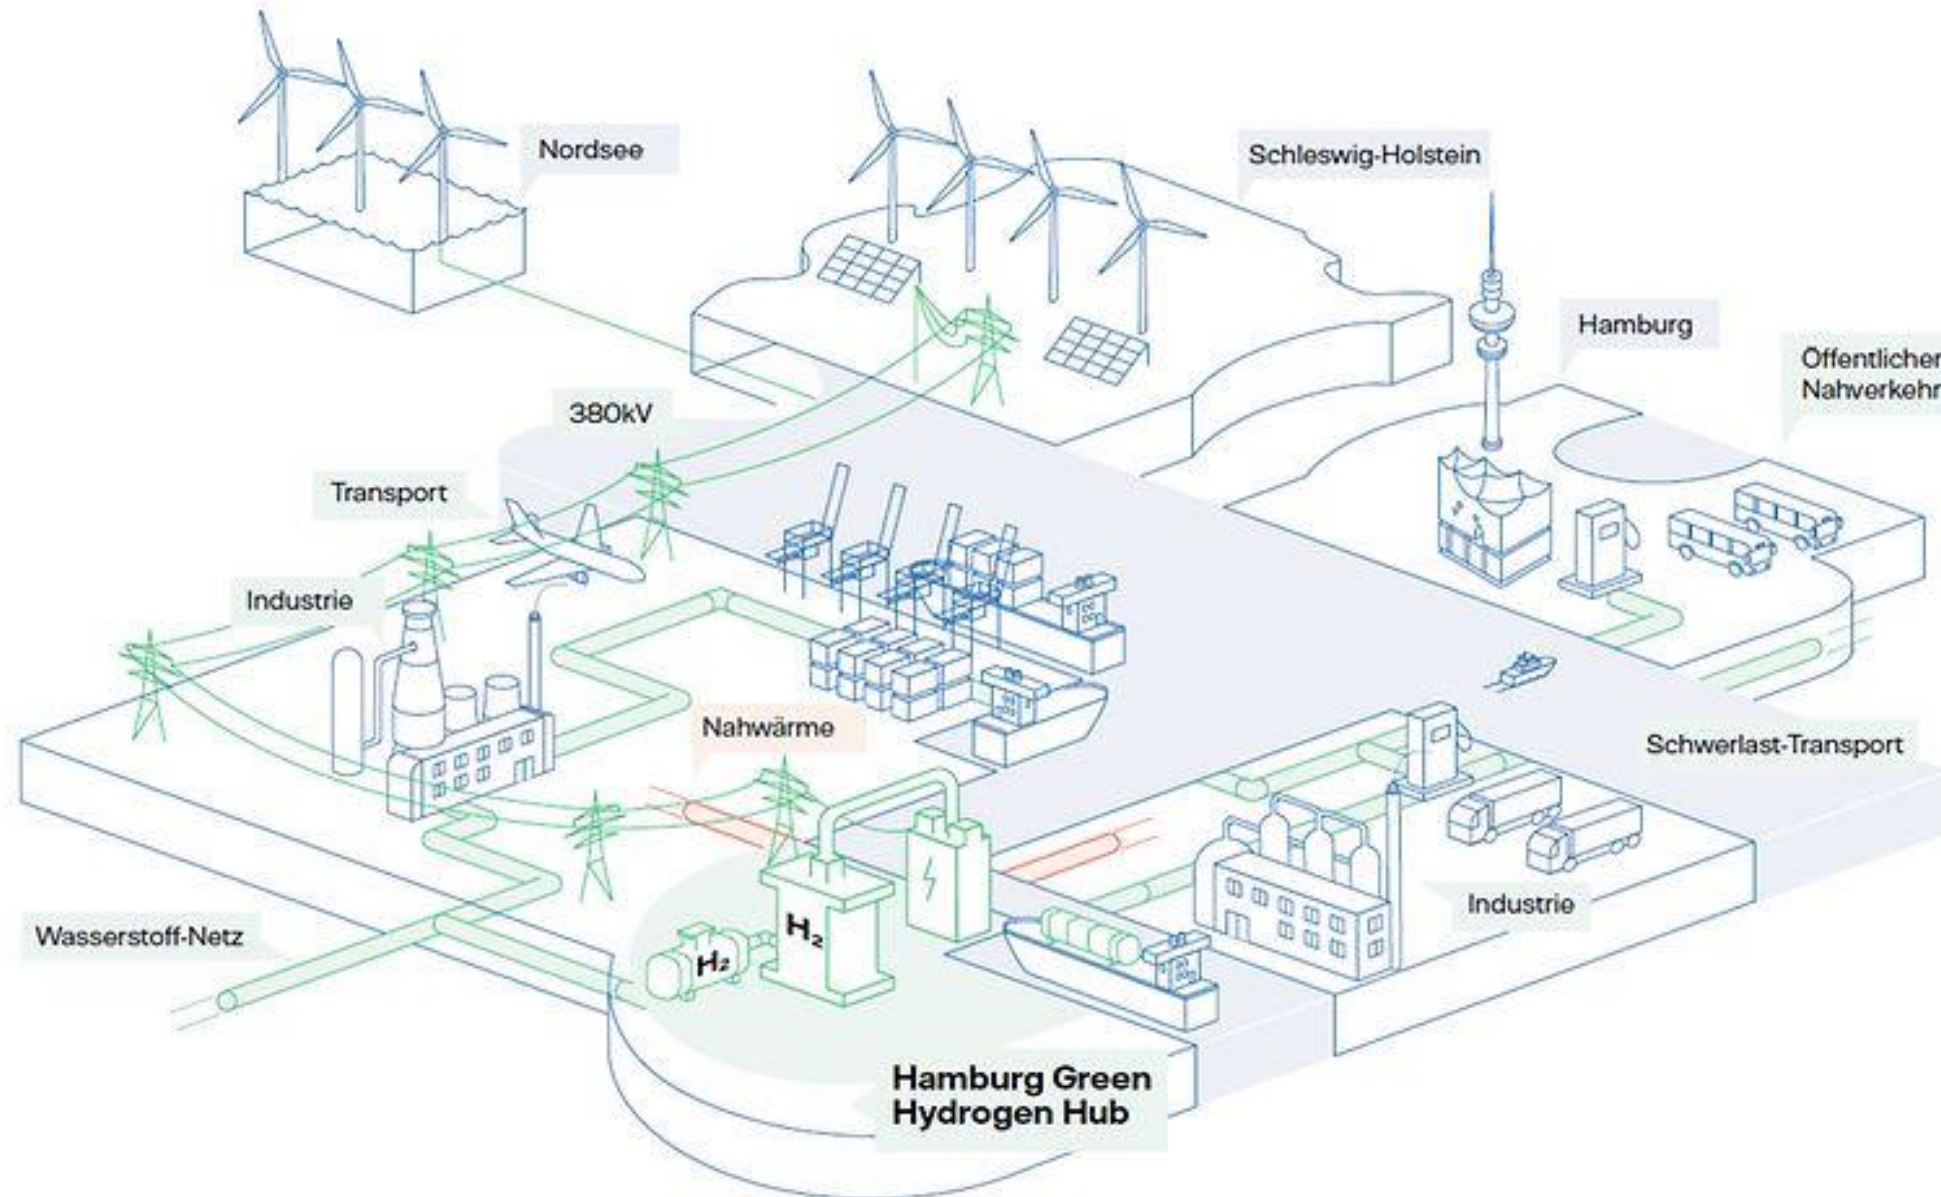 Nordsee
Schleswig-Holstein
Hamburg
Öffentlicher
Nahverkehr
380kV
Transport
Industrie
Nahwärme
Schwerlast-Transport
Industrie
Wasserstoff-Netz
H₂
H₂
Hamburg Green
Hydrogen Hub